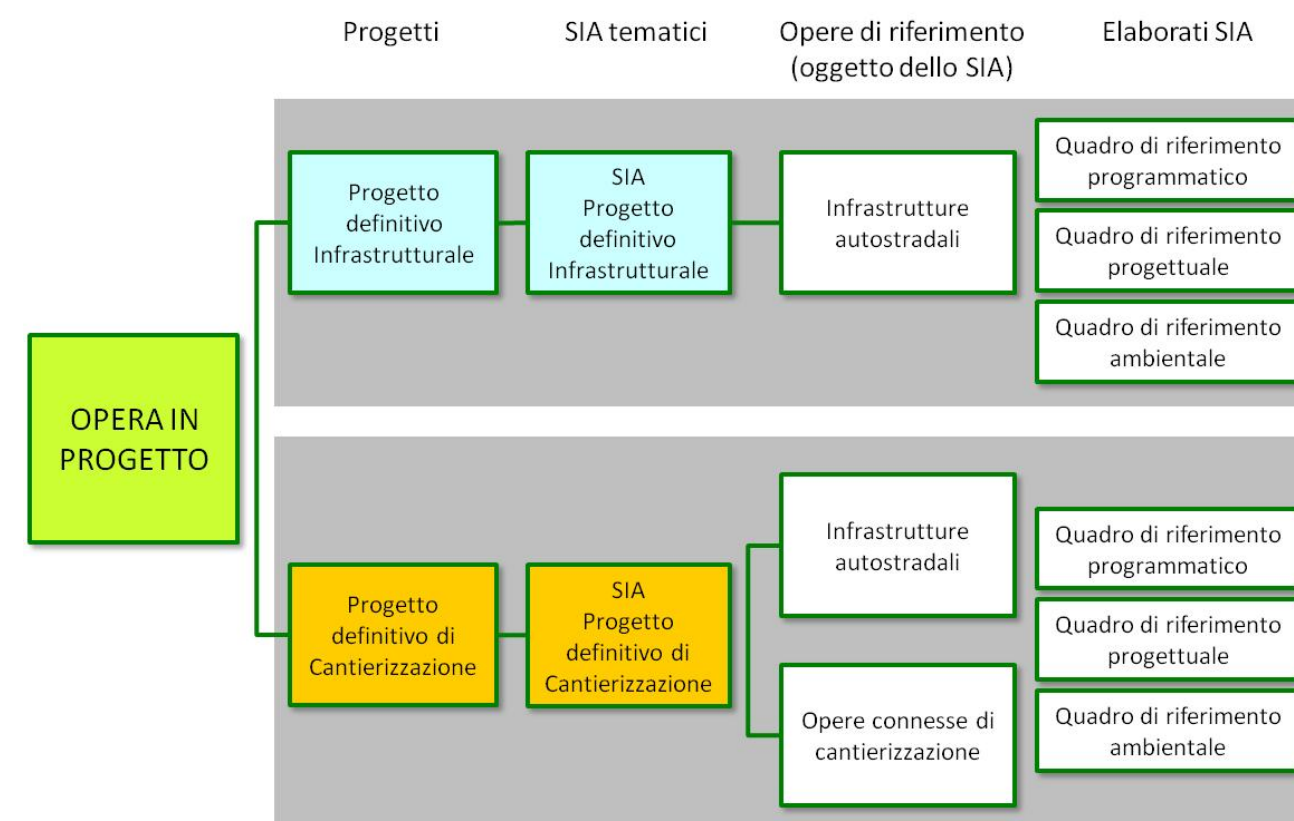 Progetti
SIA tematici
Opere di riferimento
(oggetto dello SIA)
Elaborati SIA
OPERA IN
PROGETTO
Progetto
definitivo
Infrastrutturale
SIA
Progetto
definitivo
Infrastrutturale
Infrastrutture
autostradali
Quadro di riferimento
programmatico
Quadro di riferimento
progettuale
Quadro di riferimento
ambientale
Progetto
definitivo di
Cantierizzazione
SIA
Progetto
definitivo di
Cantierizzazione
Infrastrutture
autostradali
Opere connesse di
cantierizzazione
Quadro di riferimento
programmatico
Quadro di riferimento
progettuale
Quadro di riferimento
ambientale